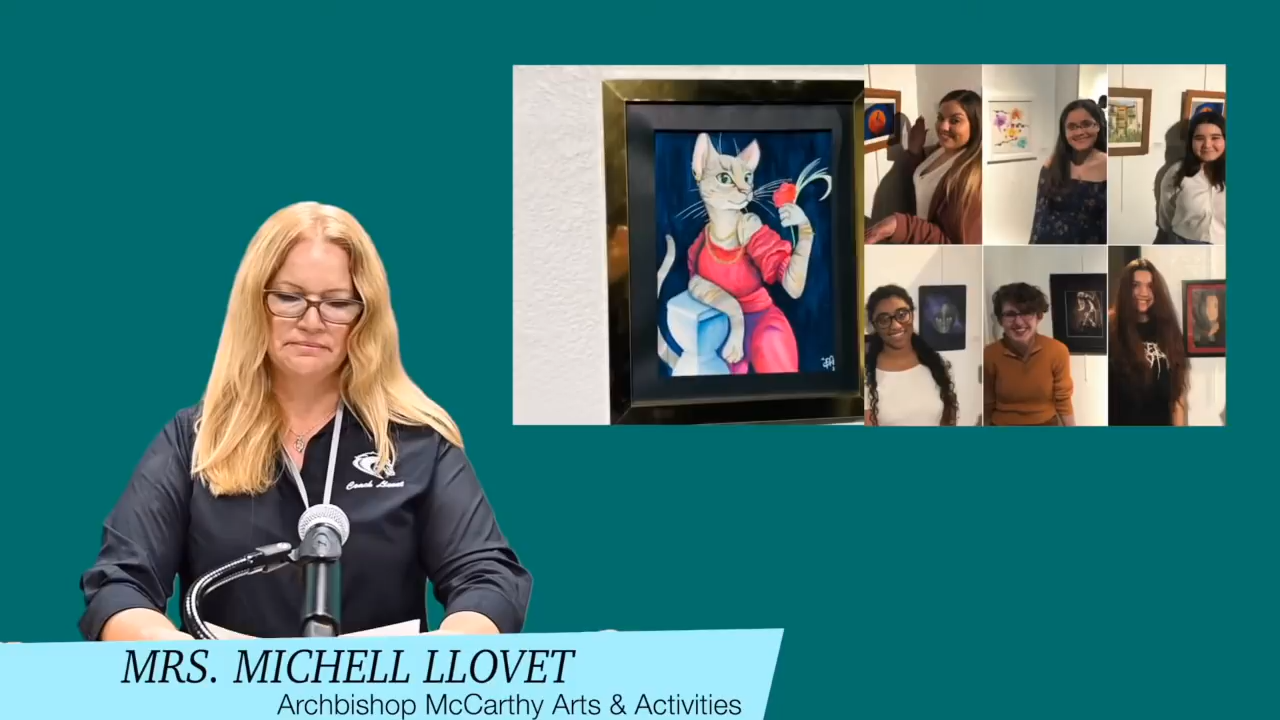 Coach Llovet
MRS. MICHELL LLOVET
Archbishop McCarthy Arts & Activities